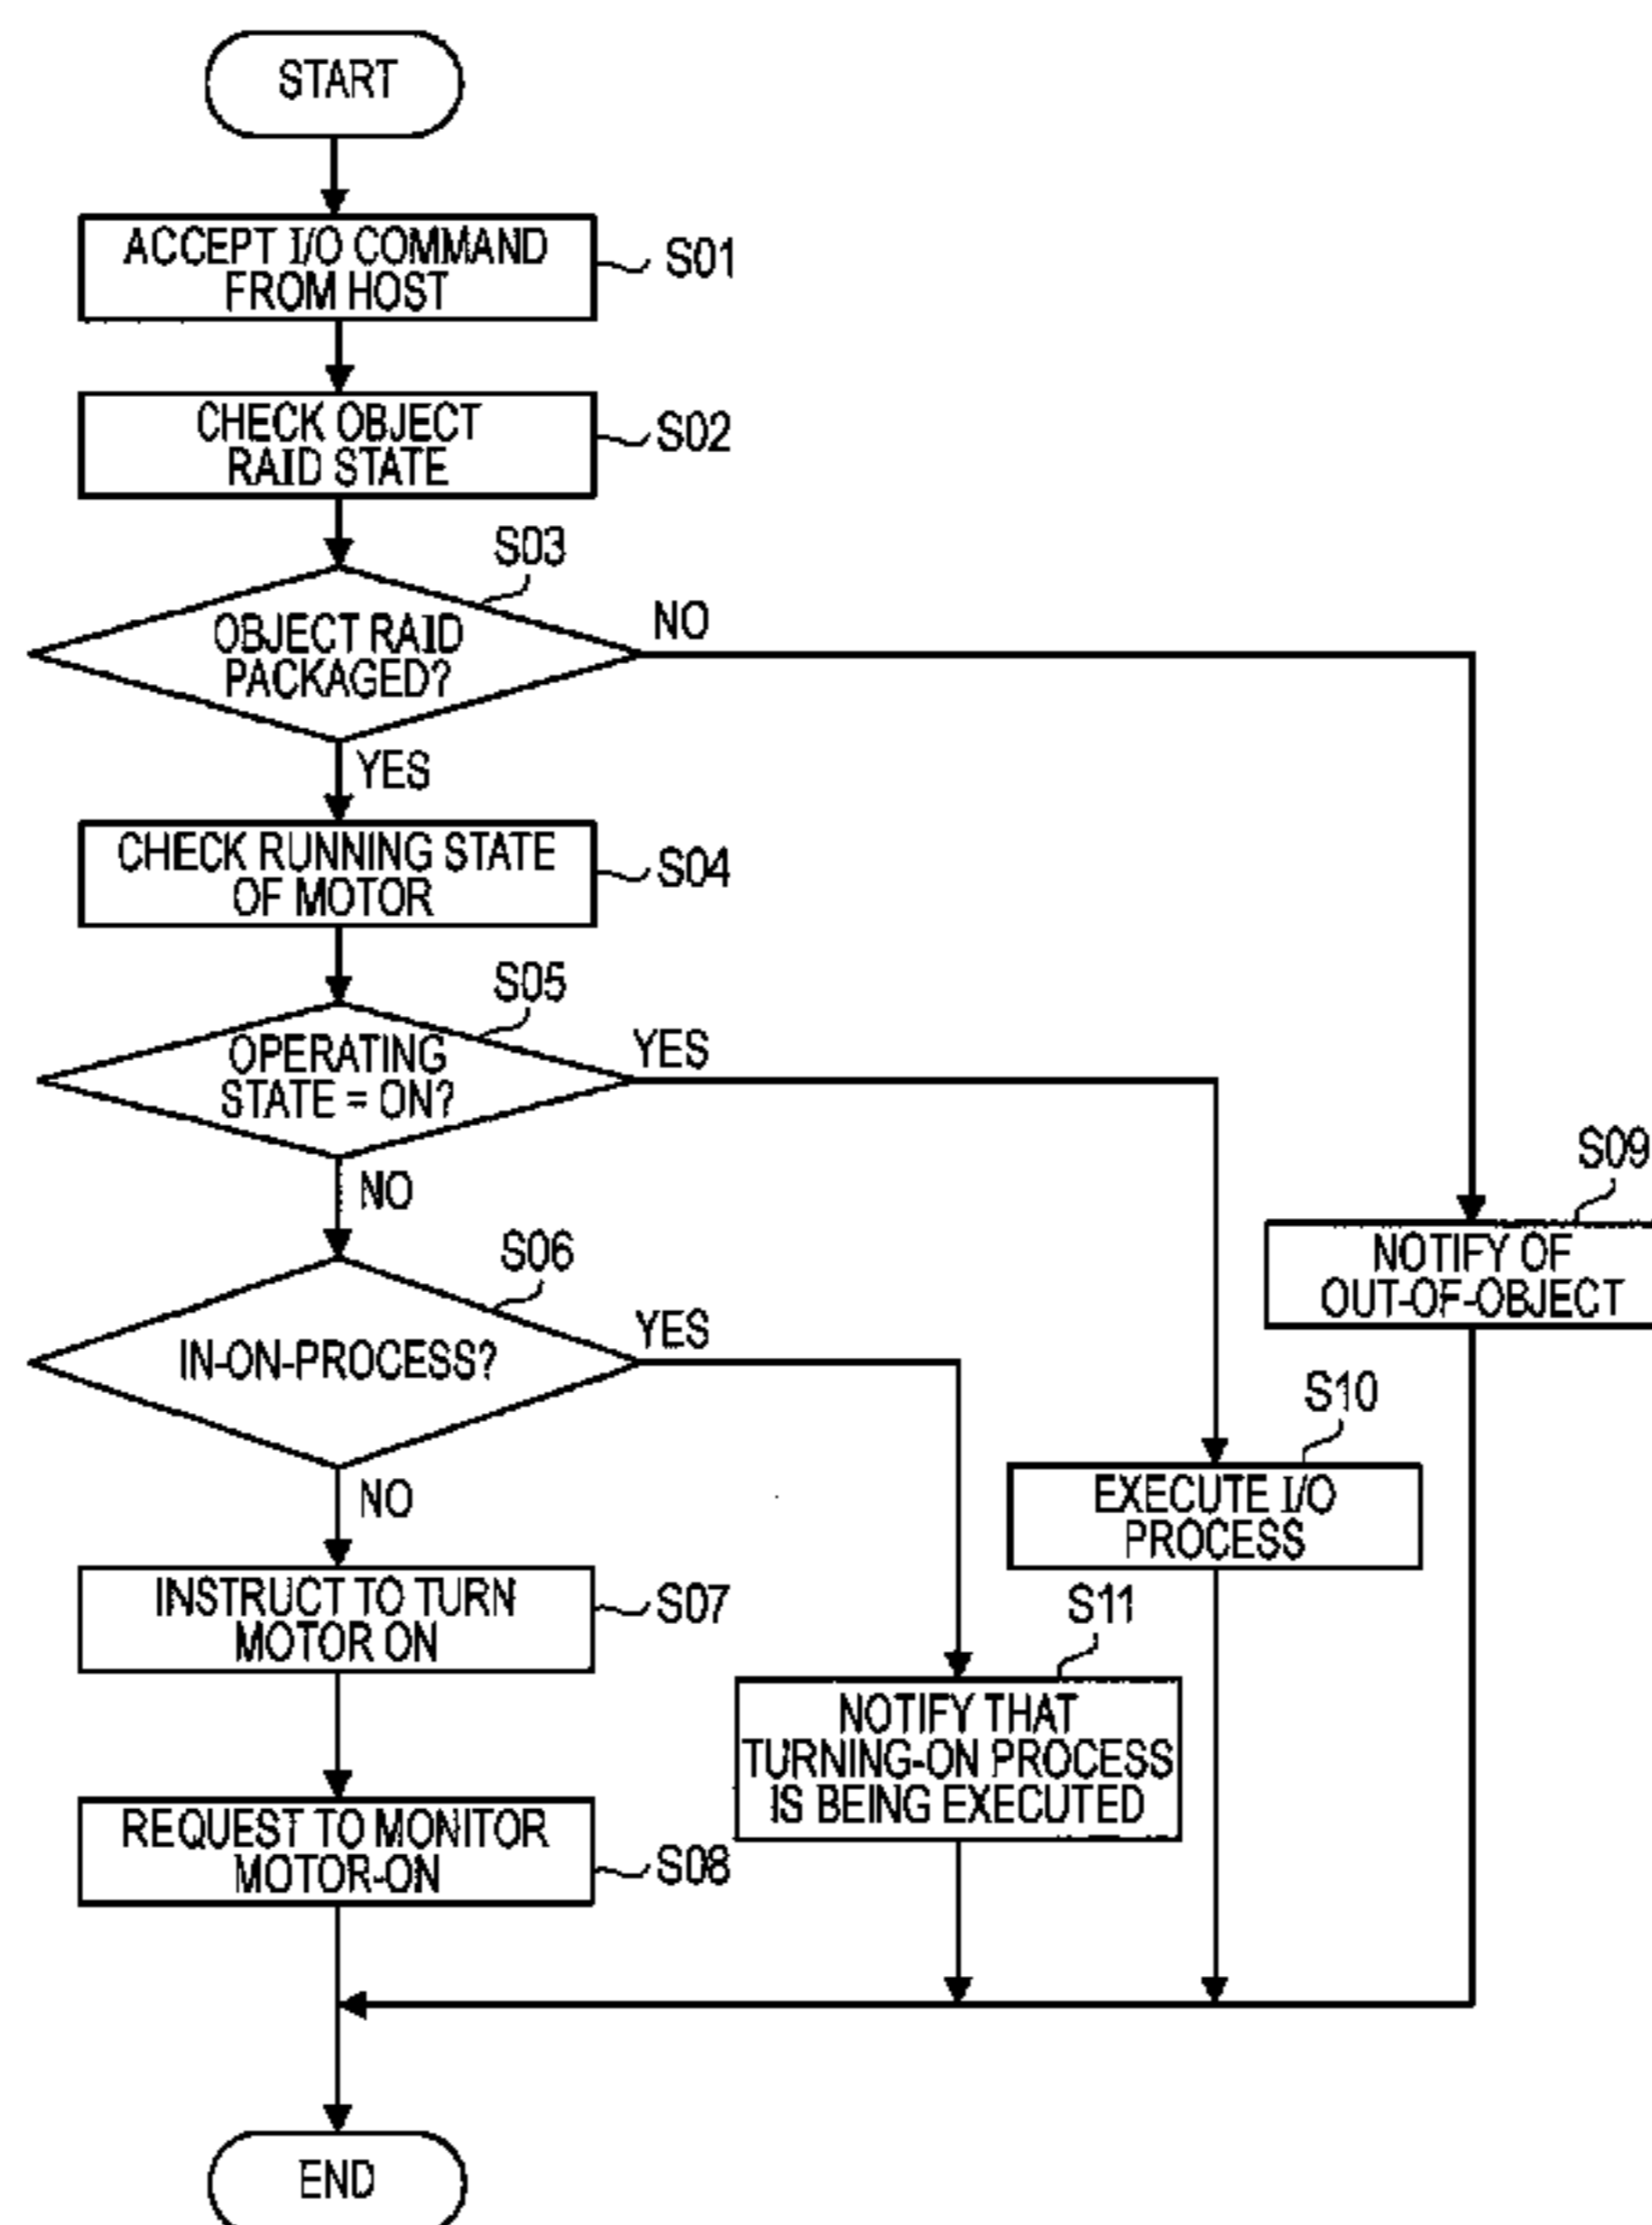 START
ACCEPT I/O COMMAND
FROM HOST
S01
CHECK OBJECT
RAID STATE
S02
S03
OBJECT RAID
PACKAGED?
NO
YES
CHECK RUNNING STATE
OF MOTOR
S04
S05
OPERATING
STATE = ON?
YES
NO
S06
IN-ON-PROCESS?
YES
NO
INSTRUCT TO TURN
MOTOR ON
S07
REQUEST TO MONITOR
MOTOR-ON
S08
S09
NOTIFY OF
OUT-OF-OBJECT
S10
EXECUTE I/O
PROCESS
S11
NOTIFY THAT
TURNING-ON PROCESS
IS BEING EXECUTED
END